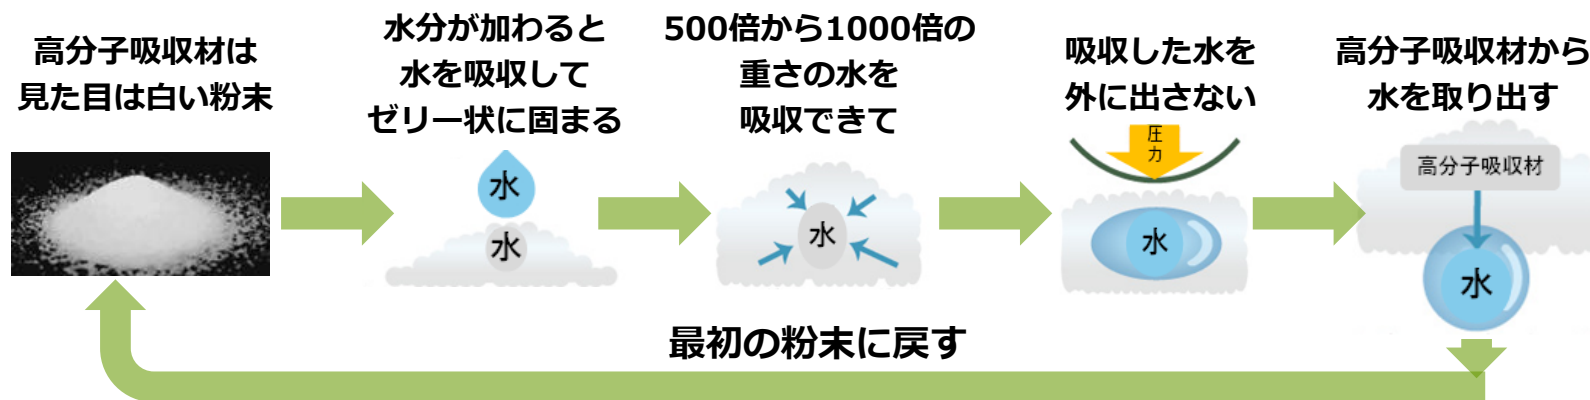 高分子吸収材は
見た目は白い粉末
水分が加わると
水を吸収して
ゼリー状に固まる
水
水
500倍から1000倍の
重さの水を
吸収できて
水
吸収した水を
外に出さない
圧
力
水
高分子吸収材から
水を取り出す
高分子吸収材
水
最初の粉末に戻す